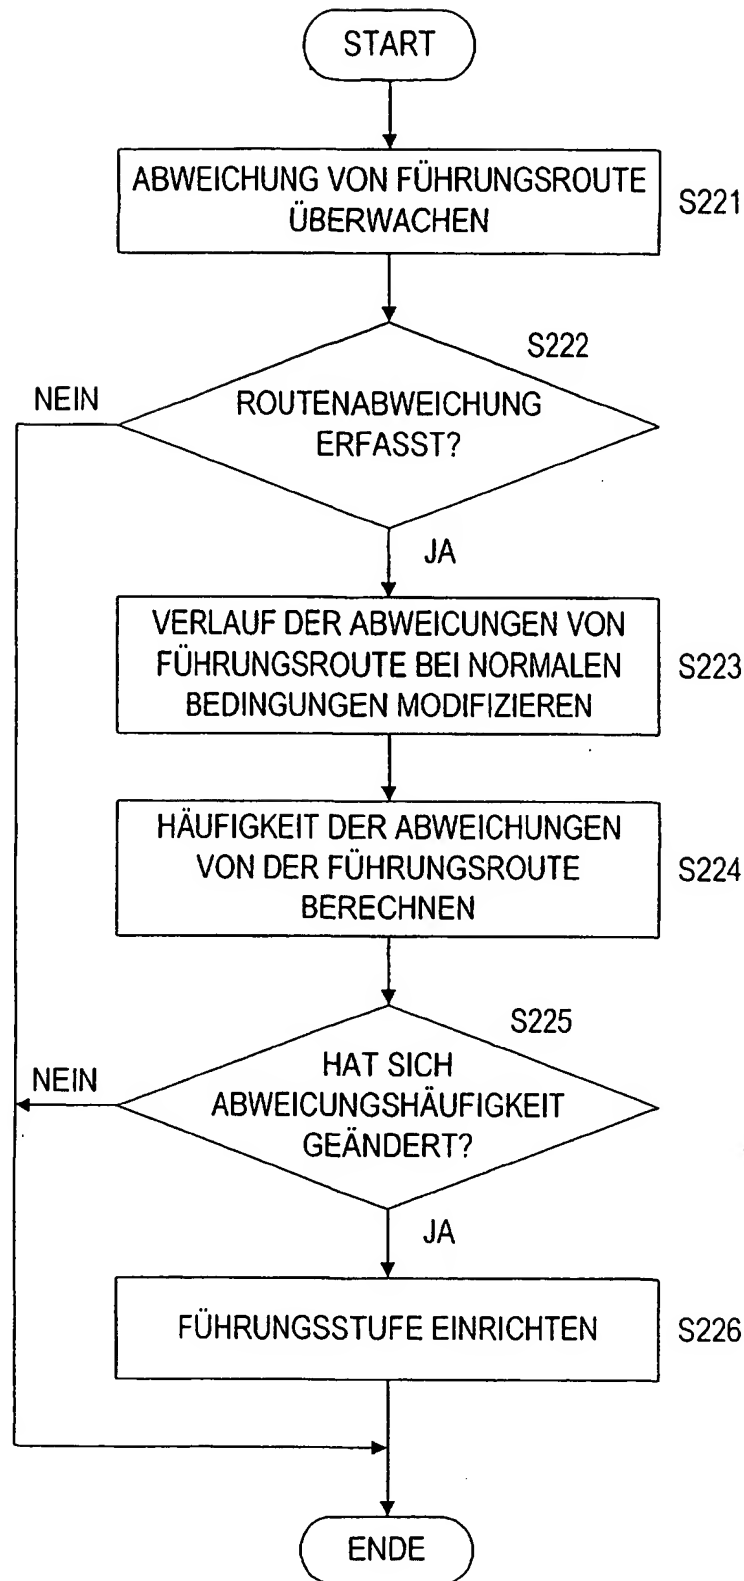 START
ABWEICHUNG VON FÜHRUNGSROUTE
ÜBERWACHEN
S221
S222
NEIN
ROUTENABWEICHUNG
ERFASST?
JA
VERLAUF DER ABWEICUNGEN VON
FÜHRUNGSROUTE BEI NORMALEN
BEDINGUNGEN MODIFIZIEREN
S223
HÄUFIGKEIT DER ABWEICHUNGEN
VON DER FÜHRUNGSROUTE
BERECHNEN
S224
S225
NEIN
HAT SICH
ABWEICUNGSHÄUFIGKEIT
GEÄNDERT?
JA
FÜHRUNGSSTUFE EINRICHTEN
S226
ENDE